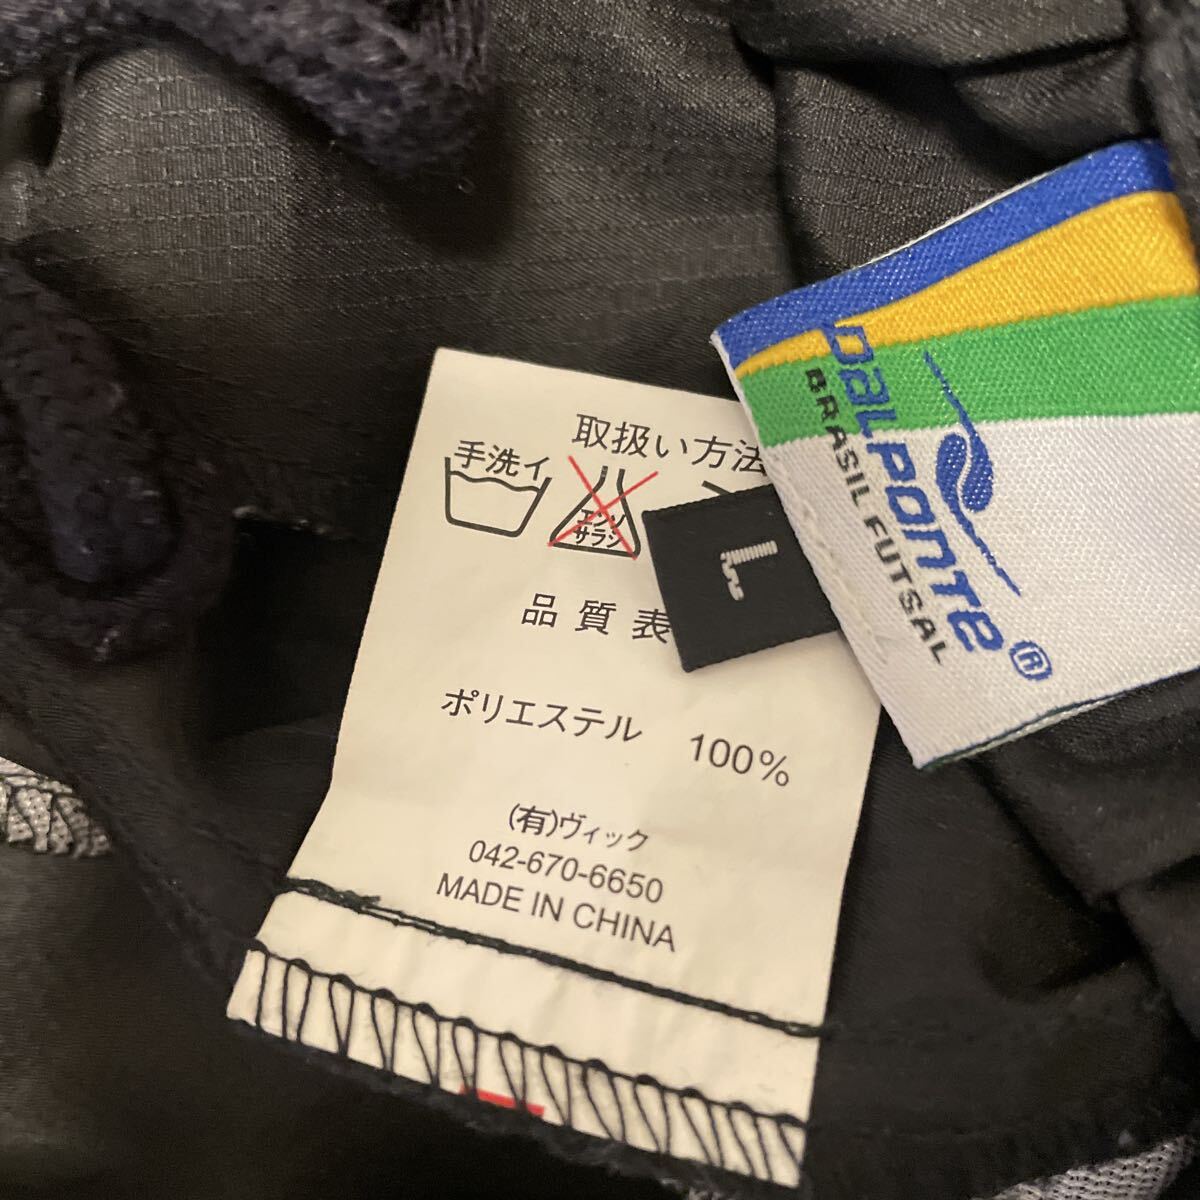 取扱い方法
手洗イ
エンソ
サラシ
品質表
ポリエステル 100%
(有)ヴィック
042-670-6650
MADE IN CHINA
L
DALPONTE
BRASIL FUTSAL
®